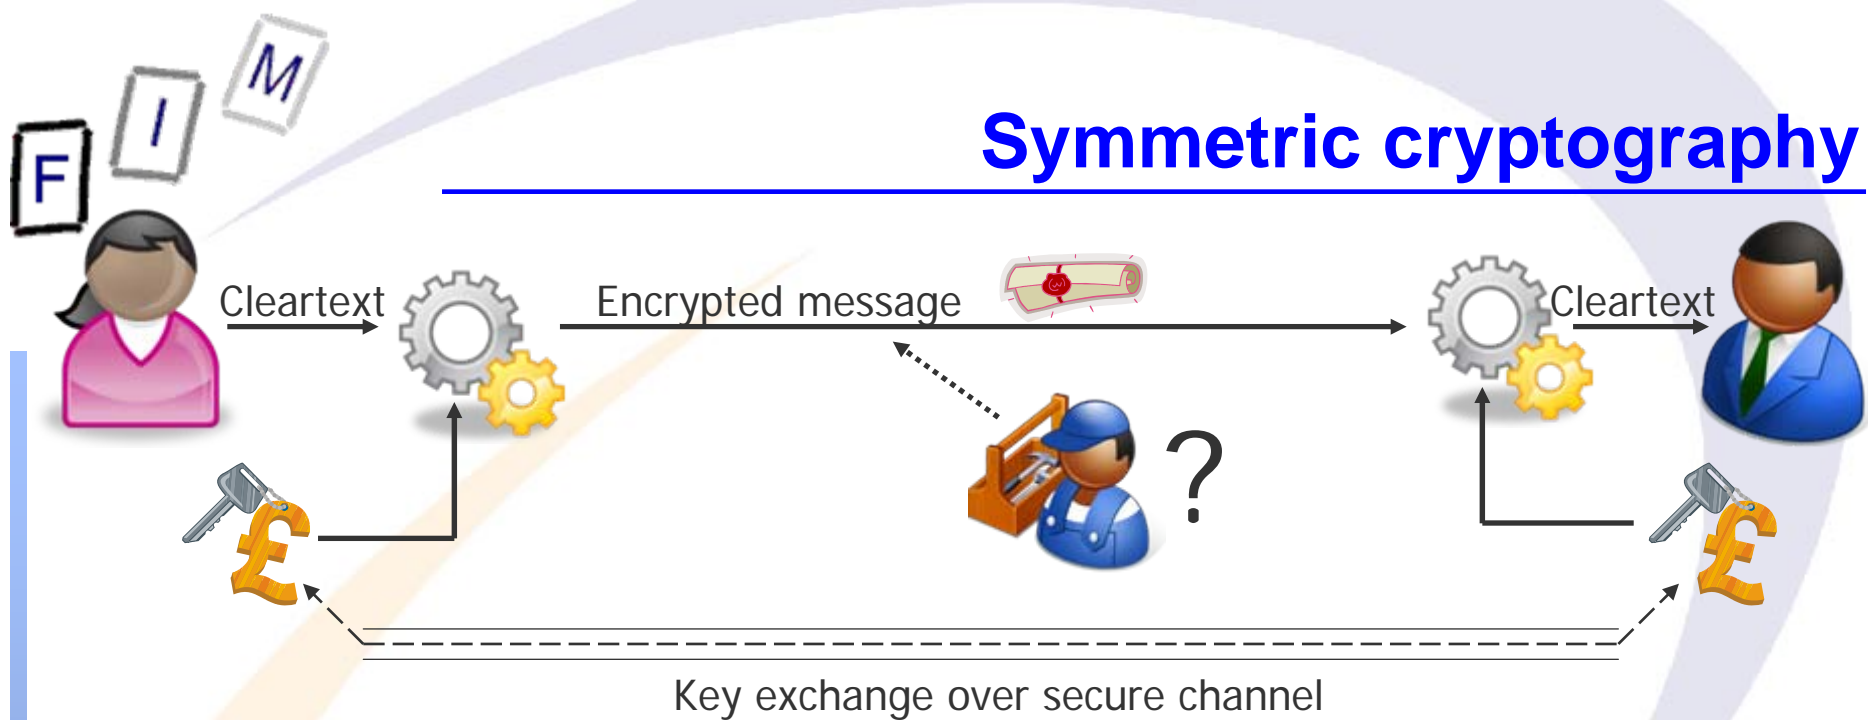 F I M
Symmetric cryptography
Cleartext
Encrypted message
Cleartext
?
£
£
Key exchange over secure channel